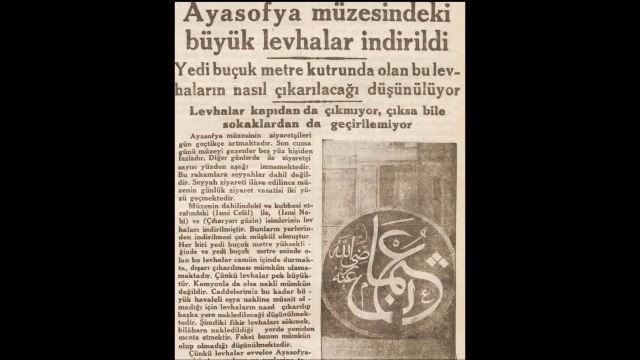 Ayasofya müzesindeki
büyük levhalar indirildi
Yedi buçuk metre kutrunda olan bu lev-
haların nasıl çıkarılacağı düşünülüyor
Levhalar kapıdan da çıkmıyor, çıksa bile
sokaklardan da geçirilemiyor
Ayasofya müzesinin ziyaretçileri
gün geçtikçe artmaktadır. Son cuma
günü müzeyi gezenler beş yüz kişiden
fazladır. Diğer günlerde de ziyaretçi
sayısı yüzden aşağı inmemektedir.
Bu rakamlara seyyahlar dahil değil-
dir. Seyyah ziyareti ilâve edilince mü-
zenin günlük ziyaret vasatisi iki yü-
zü geçmektedir.
Müzenin dahilindeki ve kubbesi et-
rafındaki (Ismi Celâl) ile, (Ismi Ne-
bi) ve (Çiharyarı güzin) isimlerinin lev
haları indirilmiştir. Bunların yerlerin-
den indirilmesi çok müşkül olmuştur.
Her biri yedi buçuk metre yüksekli -
ğinde ve yedi buçuk metre eninde o-
lan bu levhalar camiin içinde durmak-
ta, dışarı çıkarılması mümkün olama-
maktadır. Çünkü levhalar pek büyük-
tür. Kamyonla da olsa nakli mümkün
değildir. Caddelerimiz bu kadar bü -
yük havaleli eşya nakline müsait ol -
madığı için levhaların nasıl çıkarılıp
başka yere nakledileceği düşünülmek-
tedir. Şimdiki fikir levhaları sökmek,
bilâhara nakledildiği yerde yeniden
monte etmektir. Fakat bunun mümkün
olup olmadığı düşünülmektedir.
Çünkü levhalar evvelce Ayasofya-
عثمان
رضي الله
عنه